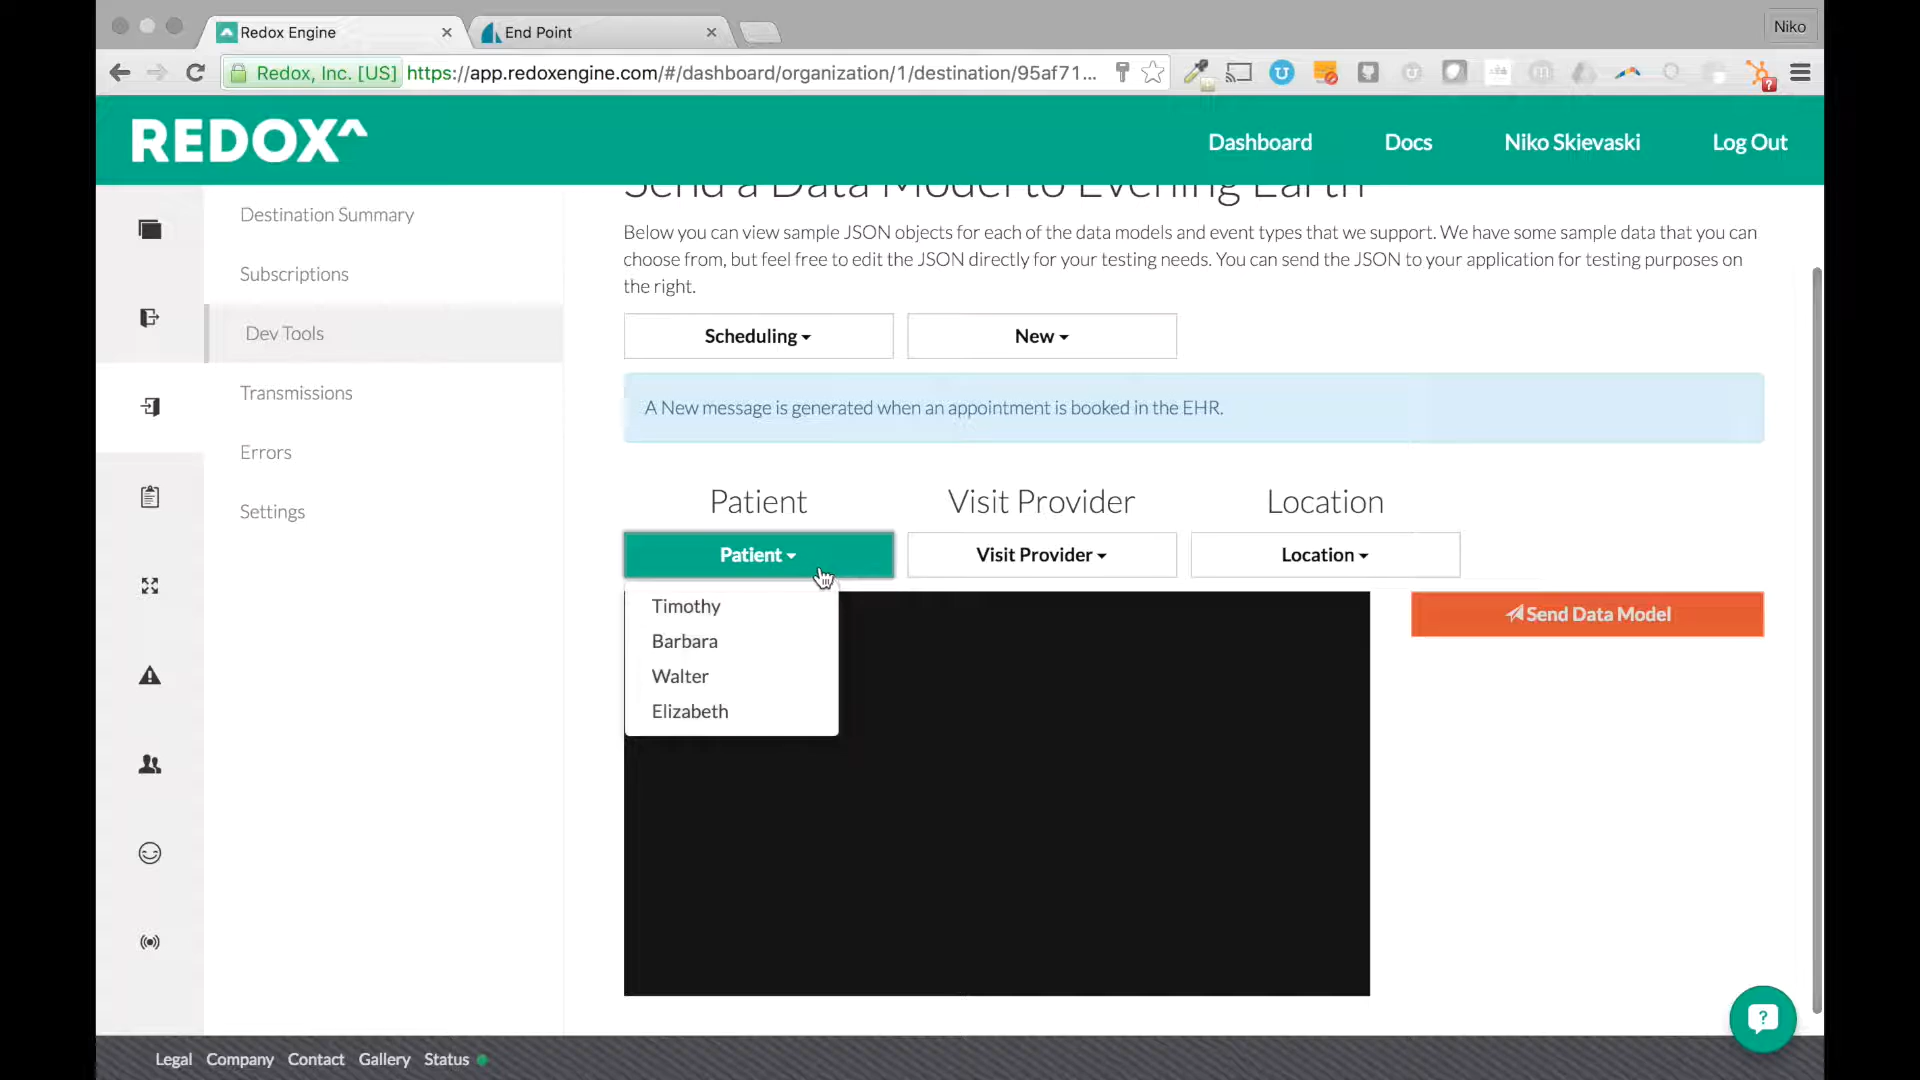 Redox Engine
End Point
Niko
Redox, Inc. [US] https://app.redoxengine.com/#/dashboard/organization/1/destination/95af71...
REDOX^
Dashboard
Docs
Niko Skievaski
Log Out
Send a Data Model to Evening Earth
Destination Summary
Subscriptions
Dev Tools
Transmissions
Errors
Settings
Below you can view sample JSON objects for each of the data models and event types that we support. We have some sample data that you can
choose from, but feel free to edit the JSON directly for your testing needs. You can send the JSON to your application for testing purposes on
the right.
Scheduling
New
A New message is generated when an appointment is booked in the EHR.
Patient
Visit Provider
Location
Patient
Visit Provider
Location
Timothy
Barbara
Walter
Elizabeth
Send Data Model
Legal Company Contact Gallery Status